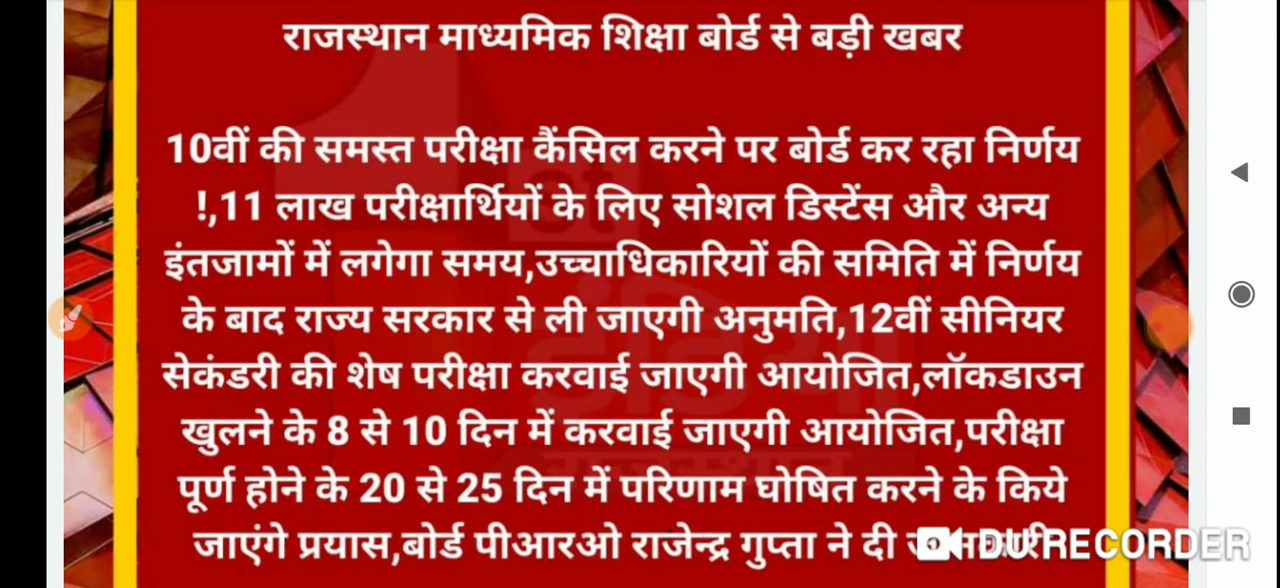 राजस्थान माध्यमिक शिक्षा बोर्ड से बड़ी खबर
10वीं की समस्त परीक्षा कैंसिल करने पर बोर्ड कर रहा निर्णय
!,11 लाख परीक्षार्थियों के लिए सोशल डिस्टेंस और अन्य
इंतजामों में लगेगा समय,उच्चाधिकारियों की समिति में निर्णय
के बाद राज्य सरकार से ली जाएगी अनुमति,12वीं सीनियर
सेकंडरी की शेष परीक्षा करवाई जाएगी आयोजित,लॉकडाउन
खुलने के 8 से 10 दिन में करवाई जाएगी आयोजित,परीक्षा
पूर्ण होने के 20 से 25 दिन में परिणाम घोषित करने के किये
जाएंगे प्रयास,बोर्ड पीआरओ राजेन्द्र गुप्ता ने दी
DU RECORDER